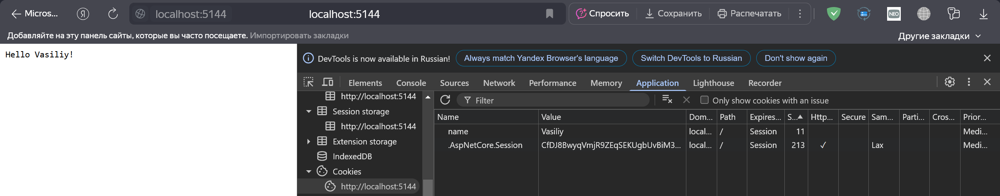 Micros...
Я
localhost:5144
localhost:5144
Спросить
Сохранить
Распечатать
NEO
Добавляйте на эту панель сайты, которые вы часто посещаете. Импортировать закладки
Другие закладки
Hello Vasiliy!
DevTools is now available in Russian!
Always match Yandex Browser's language
Switch DevTools to Russian
Don't show again
Elements Console Sources Network Performance Memory Application Lighthouse Recorder
http://localhost:5144
Session storage
http://localhost:5144
Extension storage
IndexedDB
Cookies
http://localhost:5144
Filter
Only show cookies with an issue
Name Value Dom... Path Expires... S... Http... Secure Sam... Parti... Cros... Prior...
name Vasiliy local... / Session 11 Medi...
.AspNetCore.Session CfDJ8BwyqVmjR9ZEqSEKUgbUvBiM3... local... / Session 213 ✓ Lax Medi...